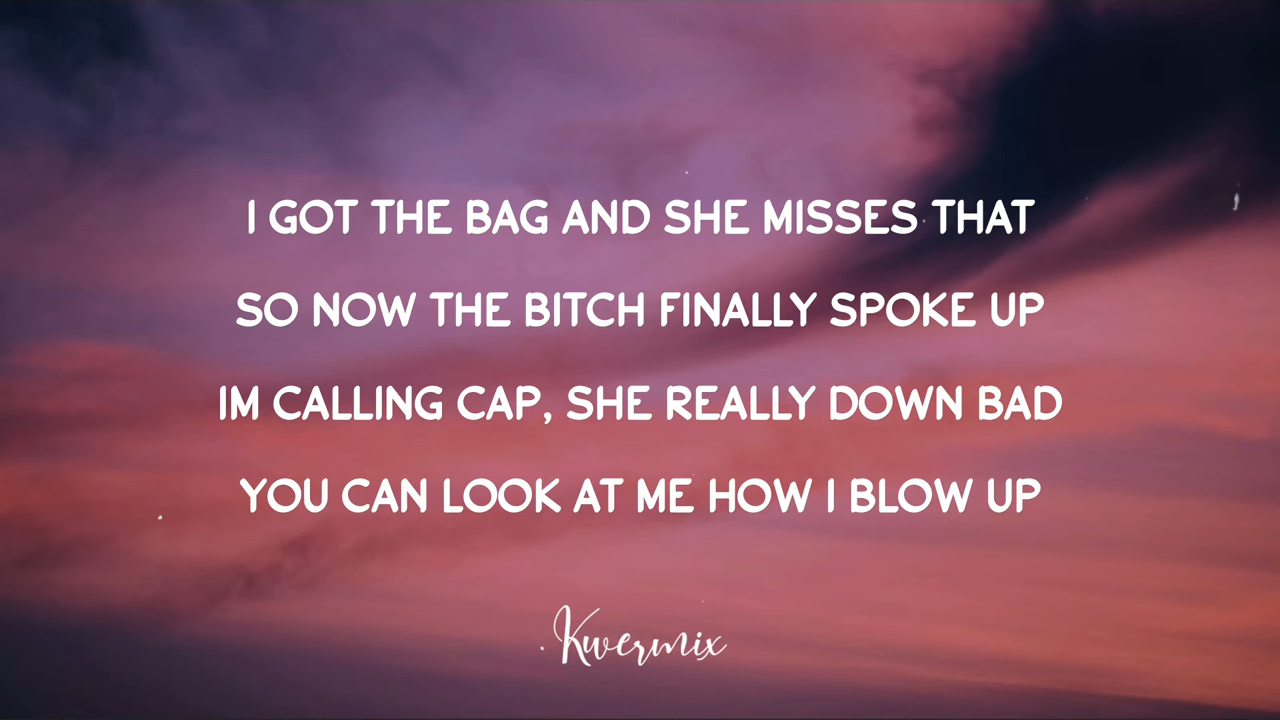 I GOT THE BAG AND SHE MISSES THAT
SO NOW THE BITCH FINALLY SPOKE UP
IM CALLING CAP, SHE REALLY DOWN BAD
YOU CAN LOOK AT ME HOW I BLOW UP
Kwermix